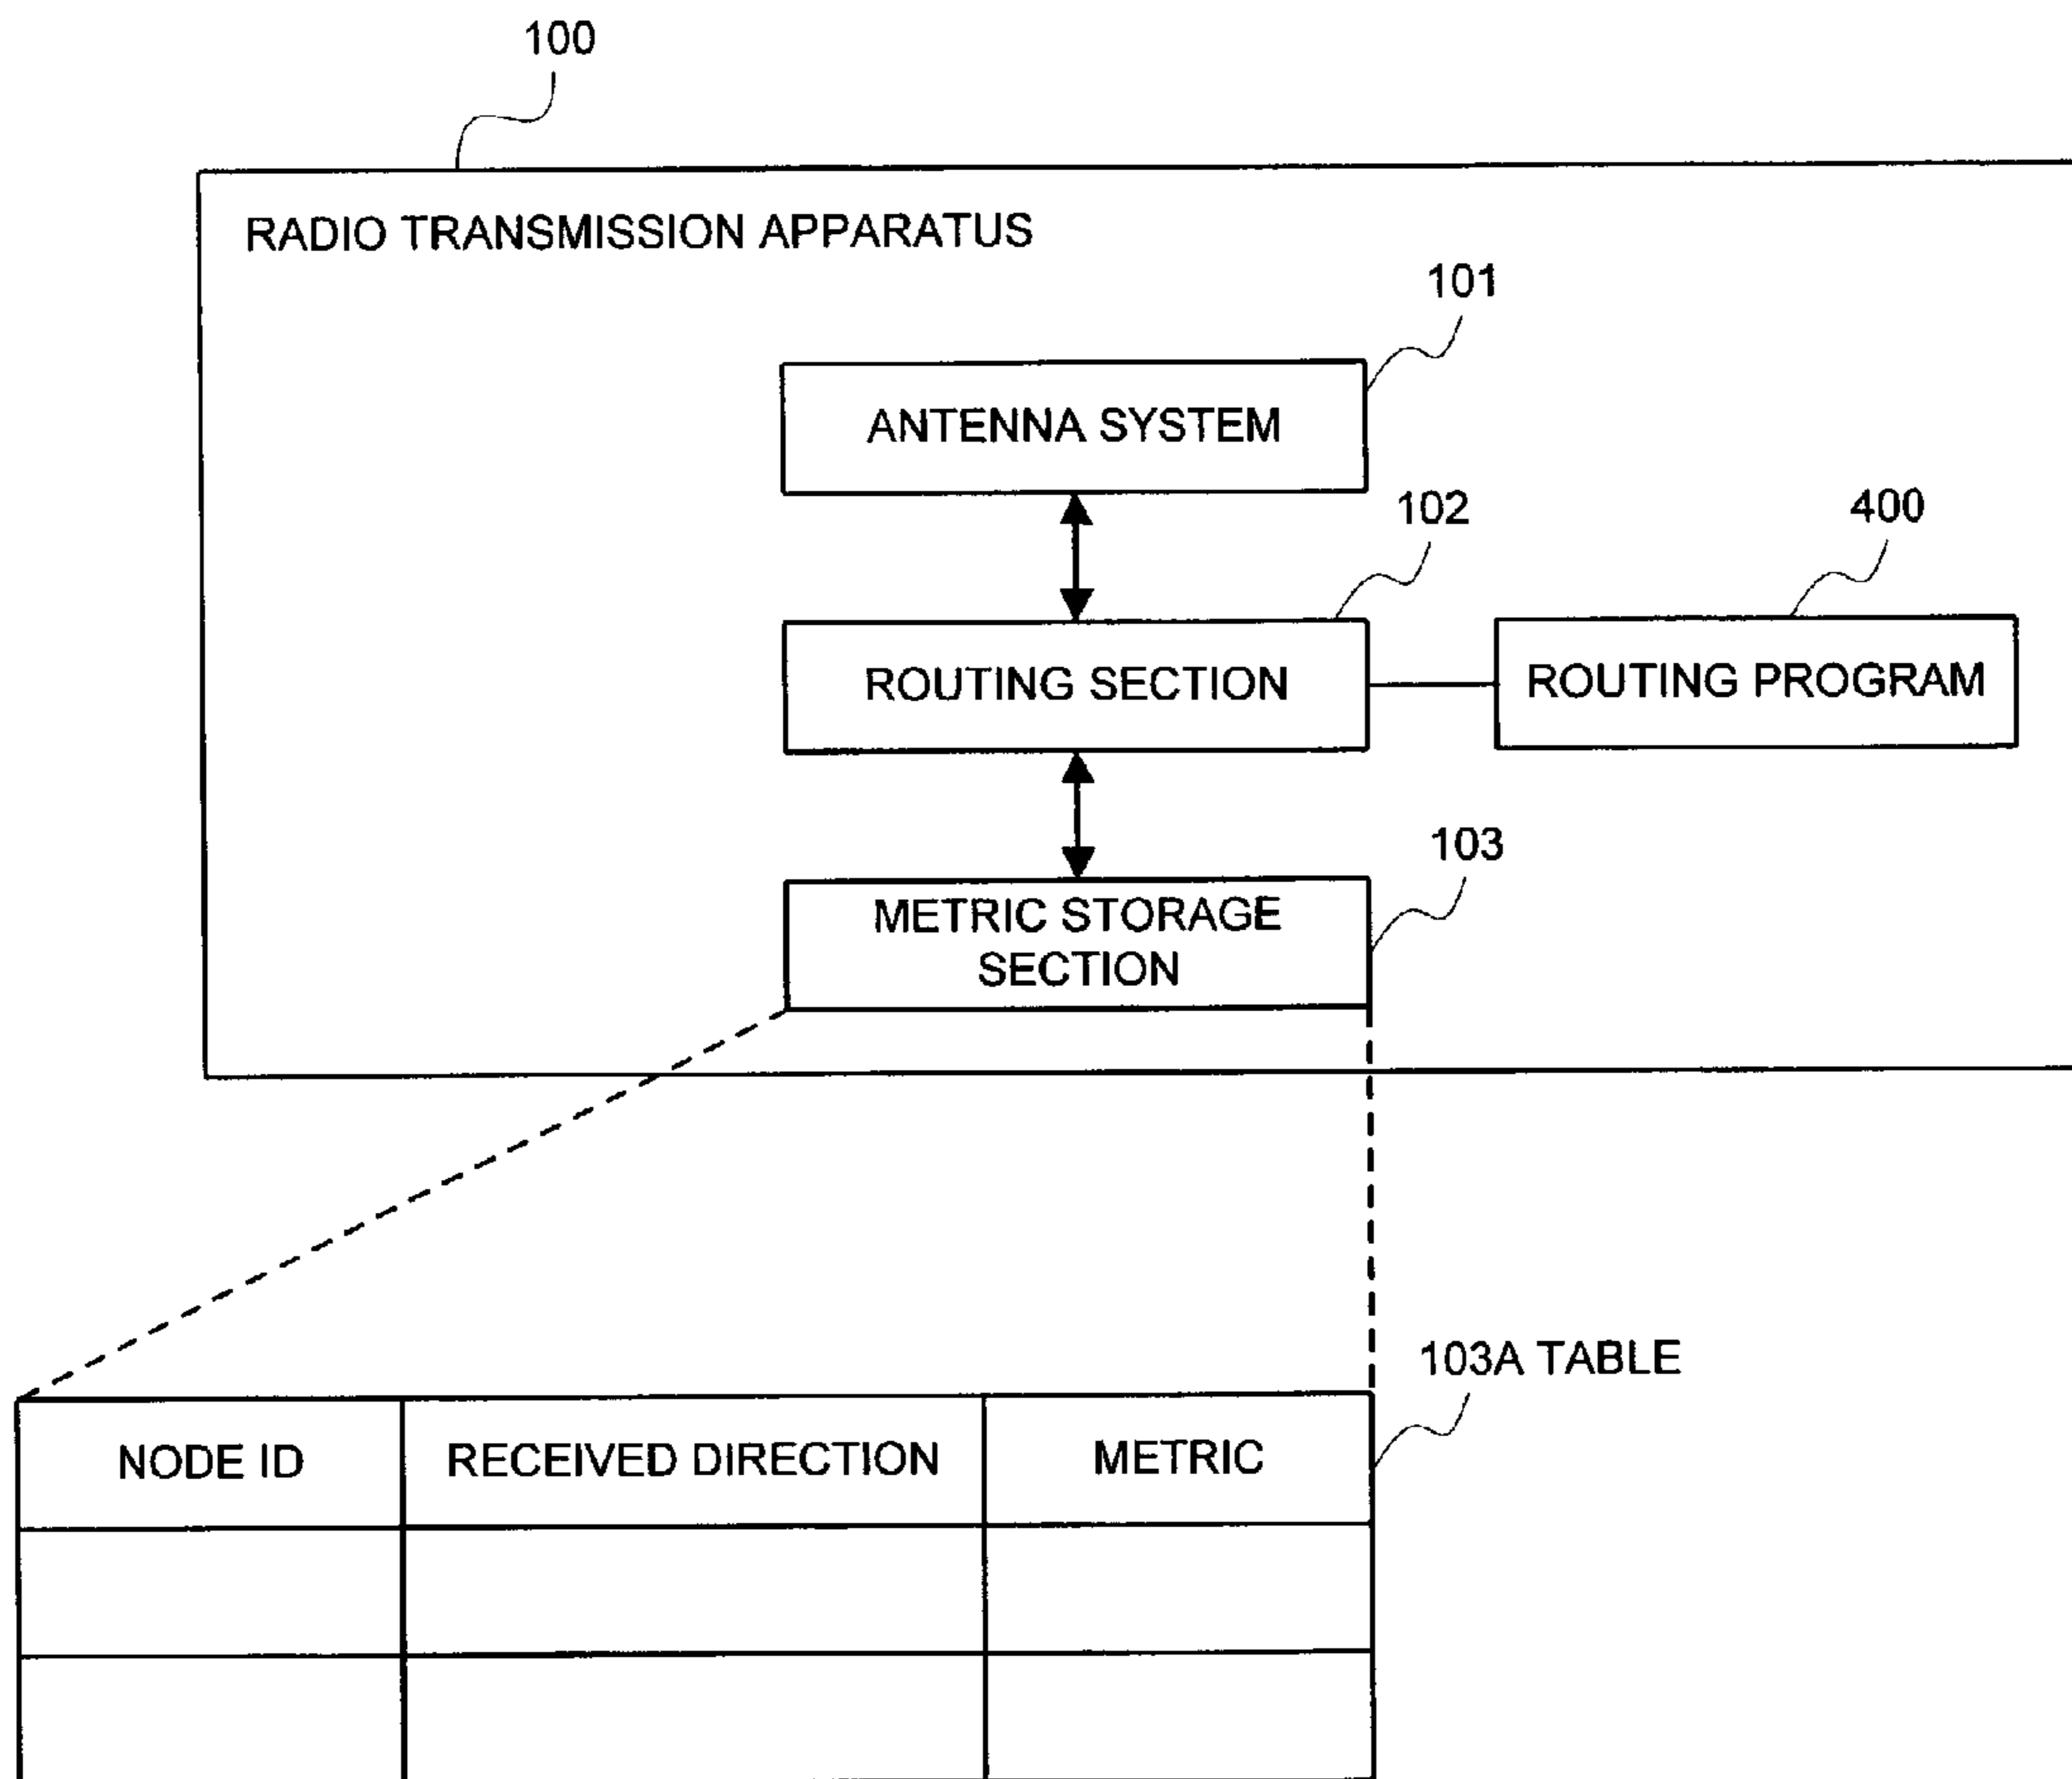 100
RADIO TRANSMISSION APPARATUS
101
ANTENNA SYSTEM
102
400
ROUTING SECTION
ROUTING PROGRAM
103
METRIC STORAGE
SECTION
103A TABLE
NODE ID
RECEIVED DIRECTION
METRIC